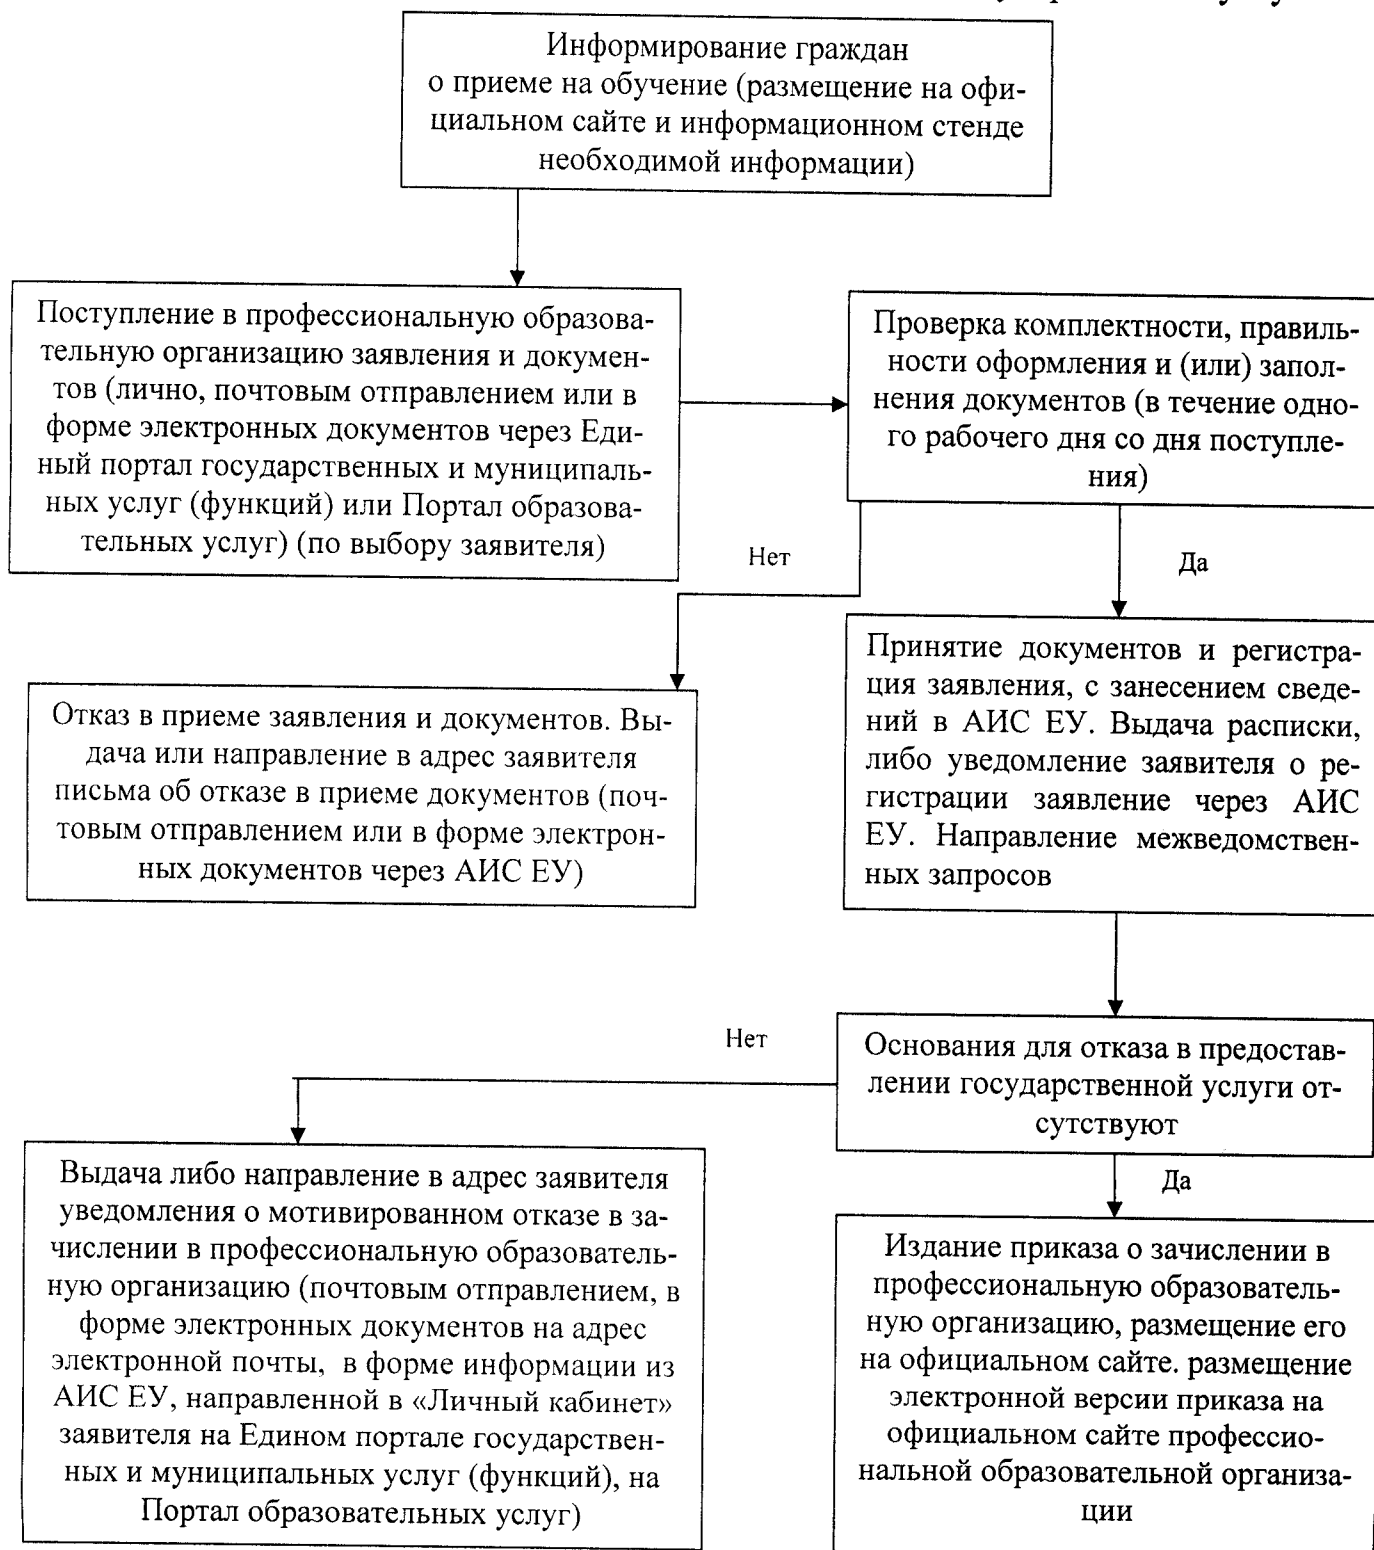 Информирование граждан
о приеме на обучение (размещение на офи-
циальном сайте и информационном стенде
необходимой информации)
Поступление в профессиональную образова-
тельную организацию заявления и докумен-
тов (лично, почтовым отправлением или в
форме электронных документов через Еди-
ный портал государственных и муниципаль-
ных услуг (функций) или Портал образова-
тельных услуг) (по выбору заявителя)
Проверка комплектности, правиль-
ности оформления и (или) запол-
нения документов (в течение одно-
го рабочего дня со дня поступле-
ния)
Нет
Да
Отказ в приеме заявления и документов. Вы-
дача или направление в адрес заявителя
письма об отказе в приеме документов (поч-
товым отправлением или в форме электрон-
ных документов через АИС ЕУ)
Принятие документов и регистра-
ция заявления, с занесением сведе-
ний в АИС ЕУ. Выдача расписки,
либо уведомление заявителя о ре-
гистрации заявление через АИС
ЕУ. Направление межведомствен-
ных запросов
Нет
Основания для отказа в предостав-
лении государственной услуги от-
сутствуют
Да
Выдача либо направление в адрес заявителя
уведомления о мотивированном отказе в за-
числении в профессиональную образователь-
ную организацию (почтовым отправлением, в
форме электронных документов на адрес
электронной почты, в форме информации из
АИС ЕУ, направленной в «Личный кабинет»
заявителя на Едином портале государствен-
ных и муниципальных услуг (функций), на
Портал образовательных услуг)
Издание приказа о зачислении в
профессиональную образователь-
ную организацию, размещение его
на официальном сайте. размещение
электронной версии приказа на
официальном сайте профессио-
нальной образовательной организа-
ции